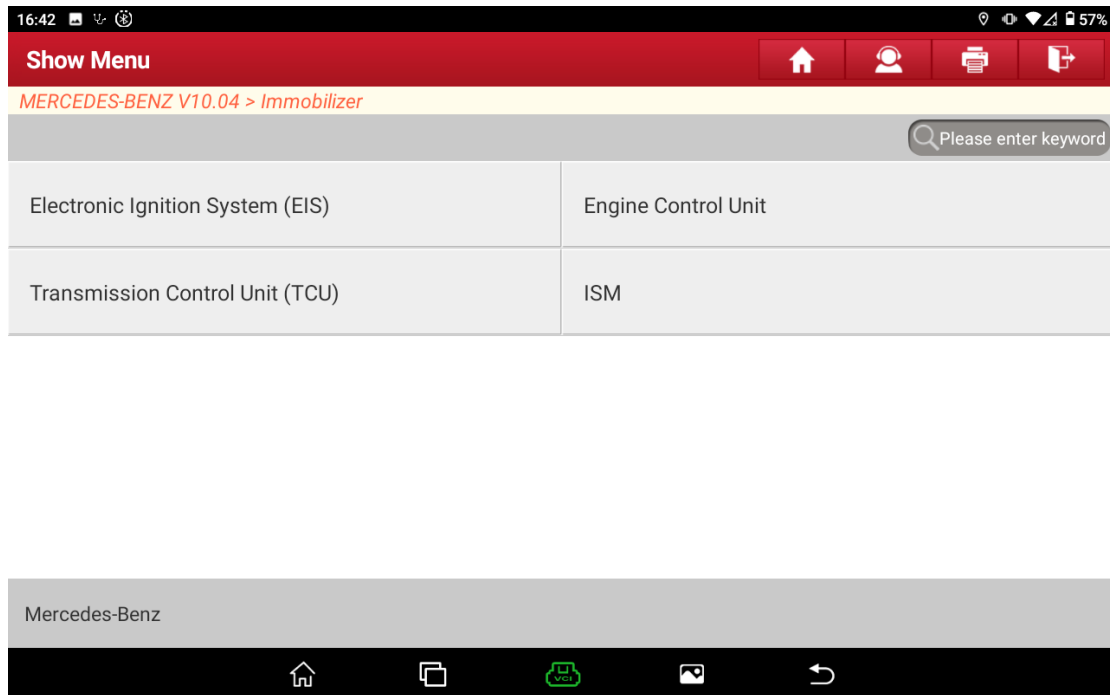 16:42
57%
Show Menu
MERCEDES-BENZ V10.04 > Immobilizer
Please enter keyword
Electronic Ignition System (EIS)
Engine Control Unit
Transmission Control Unit (TCU)
ISM
Mercedes-Benz
VCI